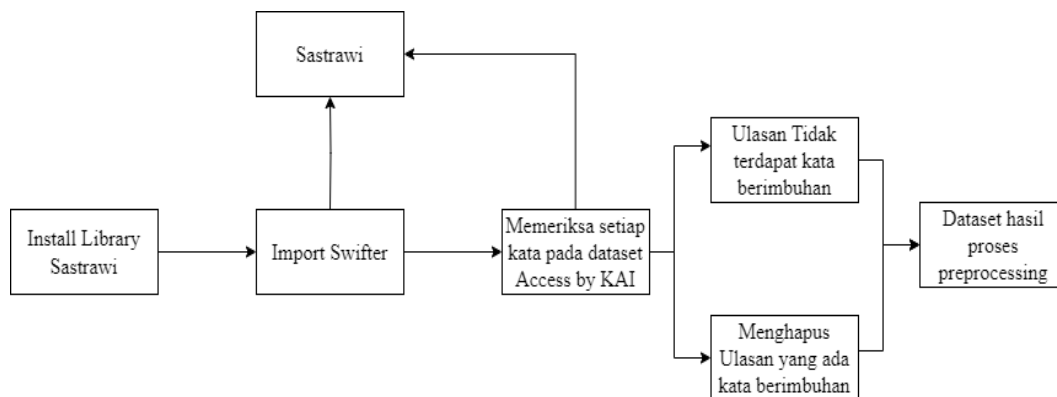 Sastrawi
Install Library
Sastrawi
Import Swifter
Memeriksa setiap
kata pada dataset
Access by KAI
Ulasan Tidak
terdapat kata
berimbuhan
Menghapus
Ulasan yang ada
kata berimbuhan
Dataset hasil
proses
preprocessing